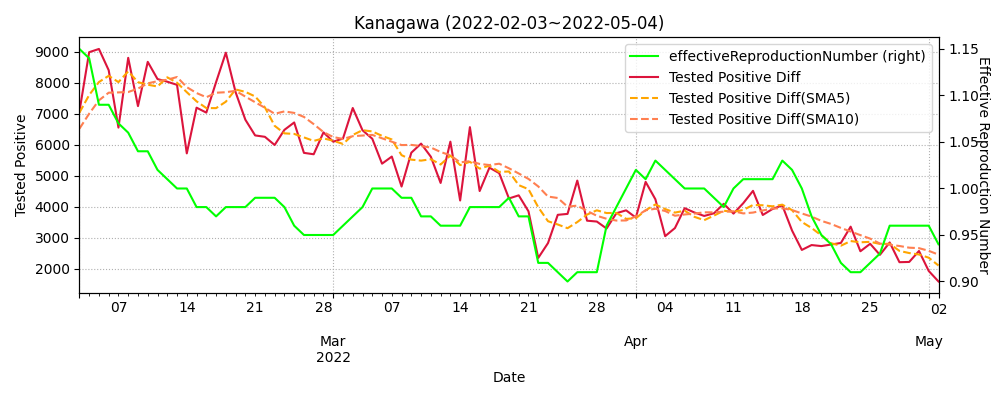 Kanagawa (2022-02-03~2022-05-04)
effectiveReproductionNumber (right)
Tested Positive Diff
Tested Positive Diff(SMA5)
Tested Positive Diff(SMA10)
Tested Positive
9000
8000
7000
6000
5000
4000
3000
2000
1.15
1.10
1.05
1.00
0.95
0.90
Effective Reproduction Number
07 14 21 28 07 14 21 28 04 11 18 25 02
Mar Apr May
2022
Date